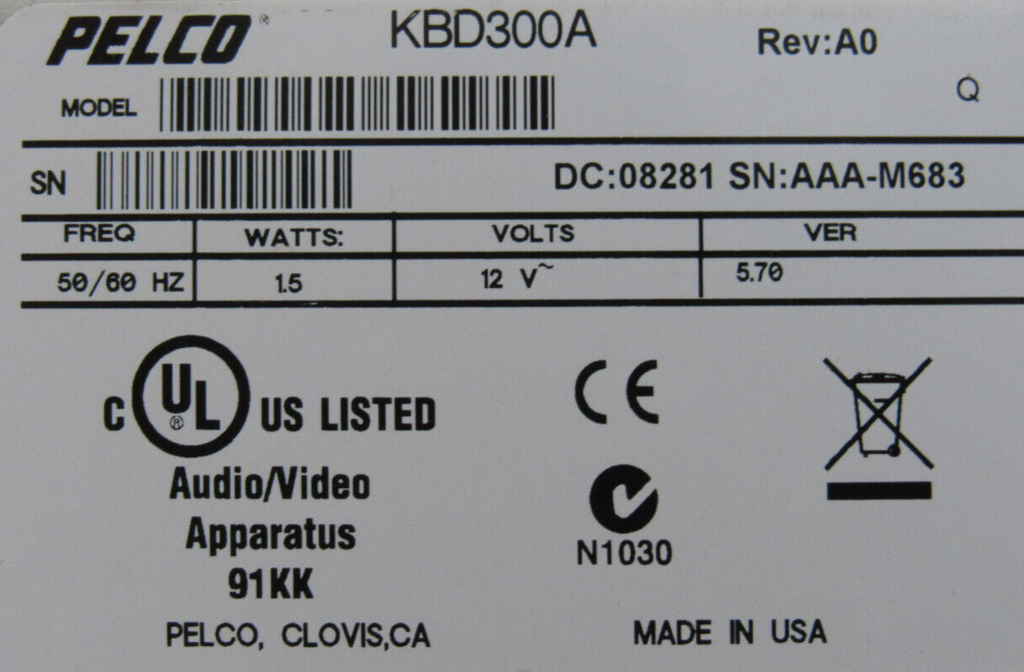 PELCO® KBD300A Rev:A0
MODEL Q
SN DC:08281 SN:AAA-M683
FREQ WATTS: VOLTS VER
50/60 HZ 1.5 12 V~ 5.70
C UL® US LISTED
CE
Audio/Video
Apparatus
91KK
N1030
PELCO, CLOVIS,CA
MADE IN USA